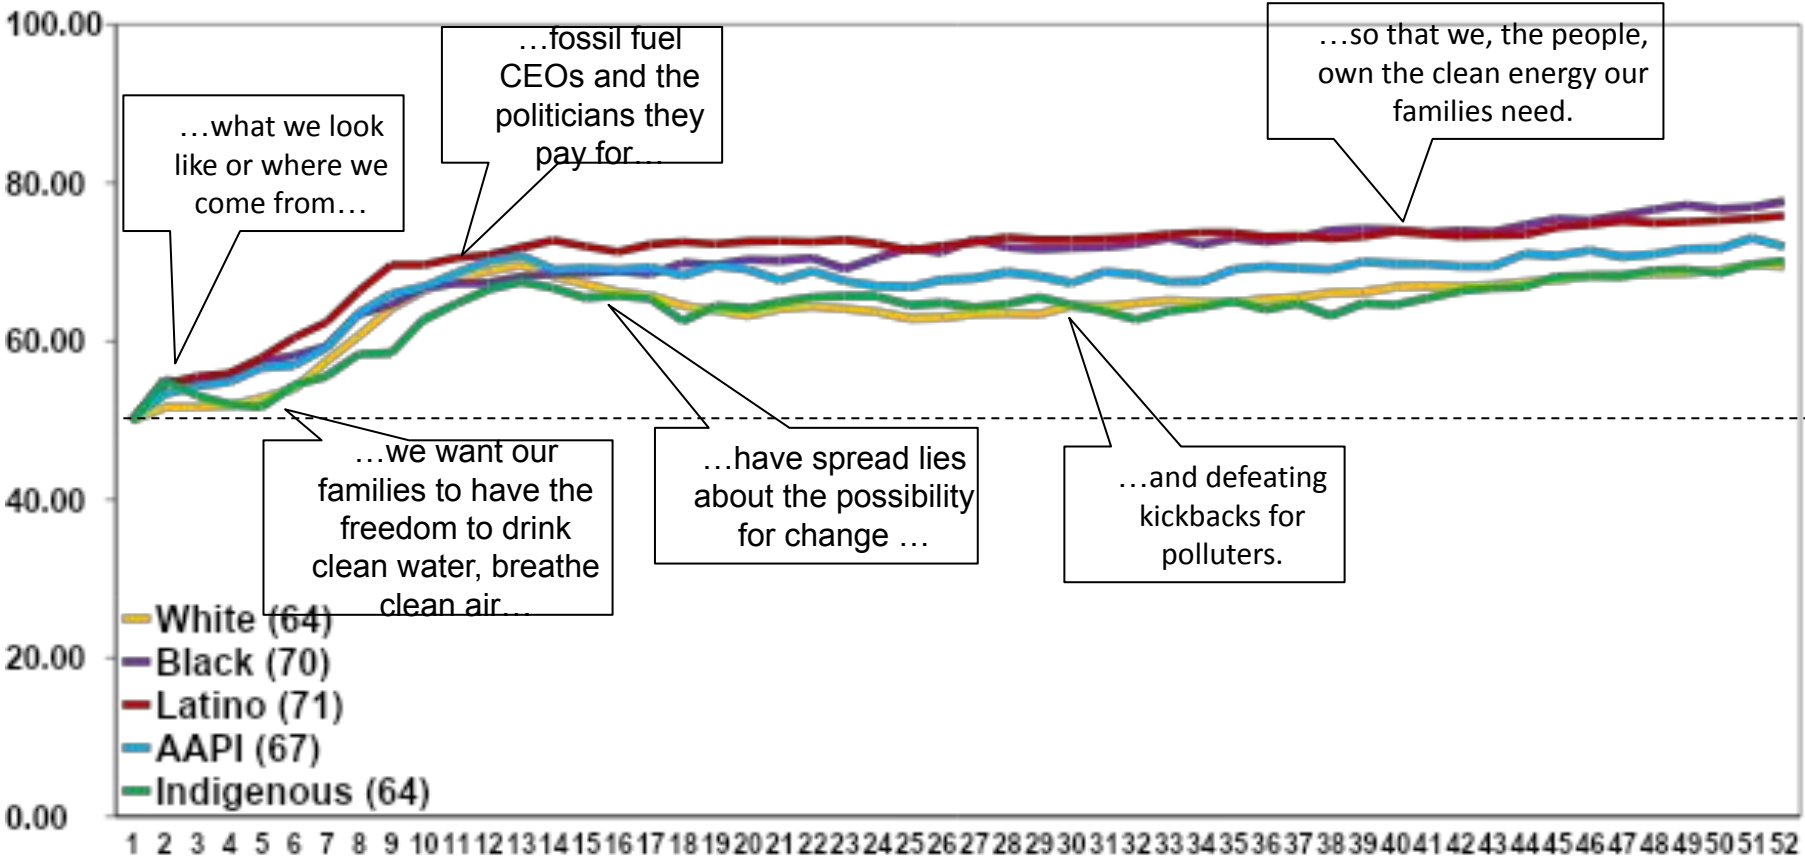 100.00
80.00
60.00
40.00
20.00
0.00
…what we look
like or where we
come from…
…fossil fuel
CEOs and the
politicians they
pay for…
…so that we, the people,
own the clean energy our
families need.
…we want our
families to have the
freedom to drink
clean water, breathe
clean air…
…have spread lies
about the possibility
for change …
…and defeating
kickbacks for
polluters.
White (64)
Black (70)
Latino (71)
AAPI (67)
Indigenous (64)
1 2 3 4 5 6 7 8 9 10 11 12 13 14 15 16 17 18 19 20 21 22 23 24 25 26 27 28 29 30 31 32 33 34 35 36 37 38 39 40 41 42 43 44 45 46 47 48 49 50 51 52